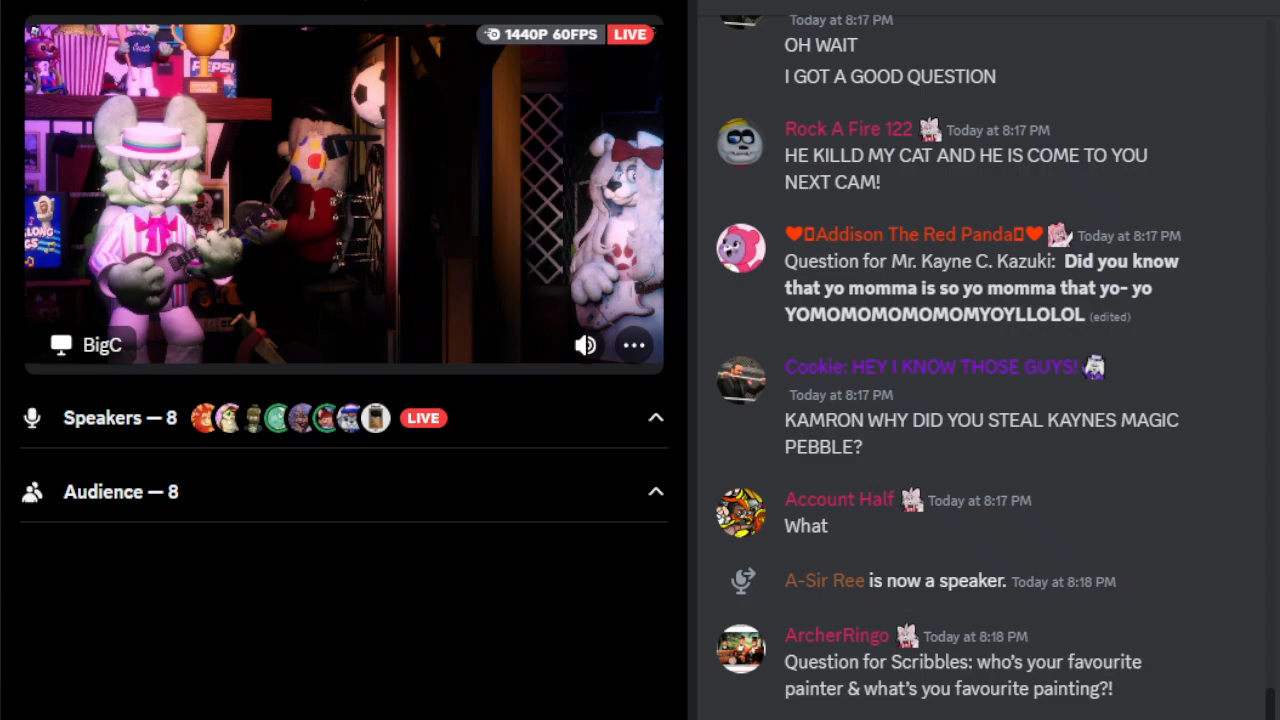 1440P 60FPS
LIVE
PEPSI
BigC
Speakers — 8
LIVE
Audience — 8
Today at 8:17 PM
OH WAIT
I GOT A GOOD QUESTION
Rock A Fire 122 Today at 8:17 PM
HE KILLD MY CAT AND HE IS COME TO YOU
NEXT CAM!
Addison The Red Panda Today at 8:17 PM
Question for Mr. Kayne C. Kazuki: Did you know
that yo momma is so yo momma that yo- yo
YOMOMOMOMOMOMYOYLLOLOL (edited)
Cookie: HEY I KNOW THOSE GUYS!
Today at 8:17 PM
KAMRON WHY DID YOU STEAL KAYNES MAGIC
PEBBLE?
Account Half Today at 8:17 PM
What
A-Sir Ree is now a speaker. Today at 8:18 PM
ArcherRingo Today at 8:18 PM
Question for Scribbles: who's your favourite
painter & what's you favourite painting?!